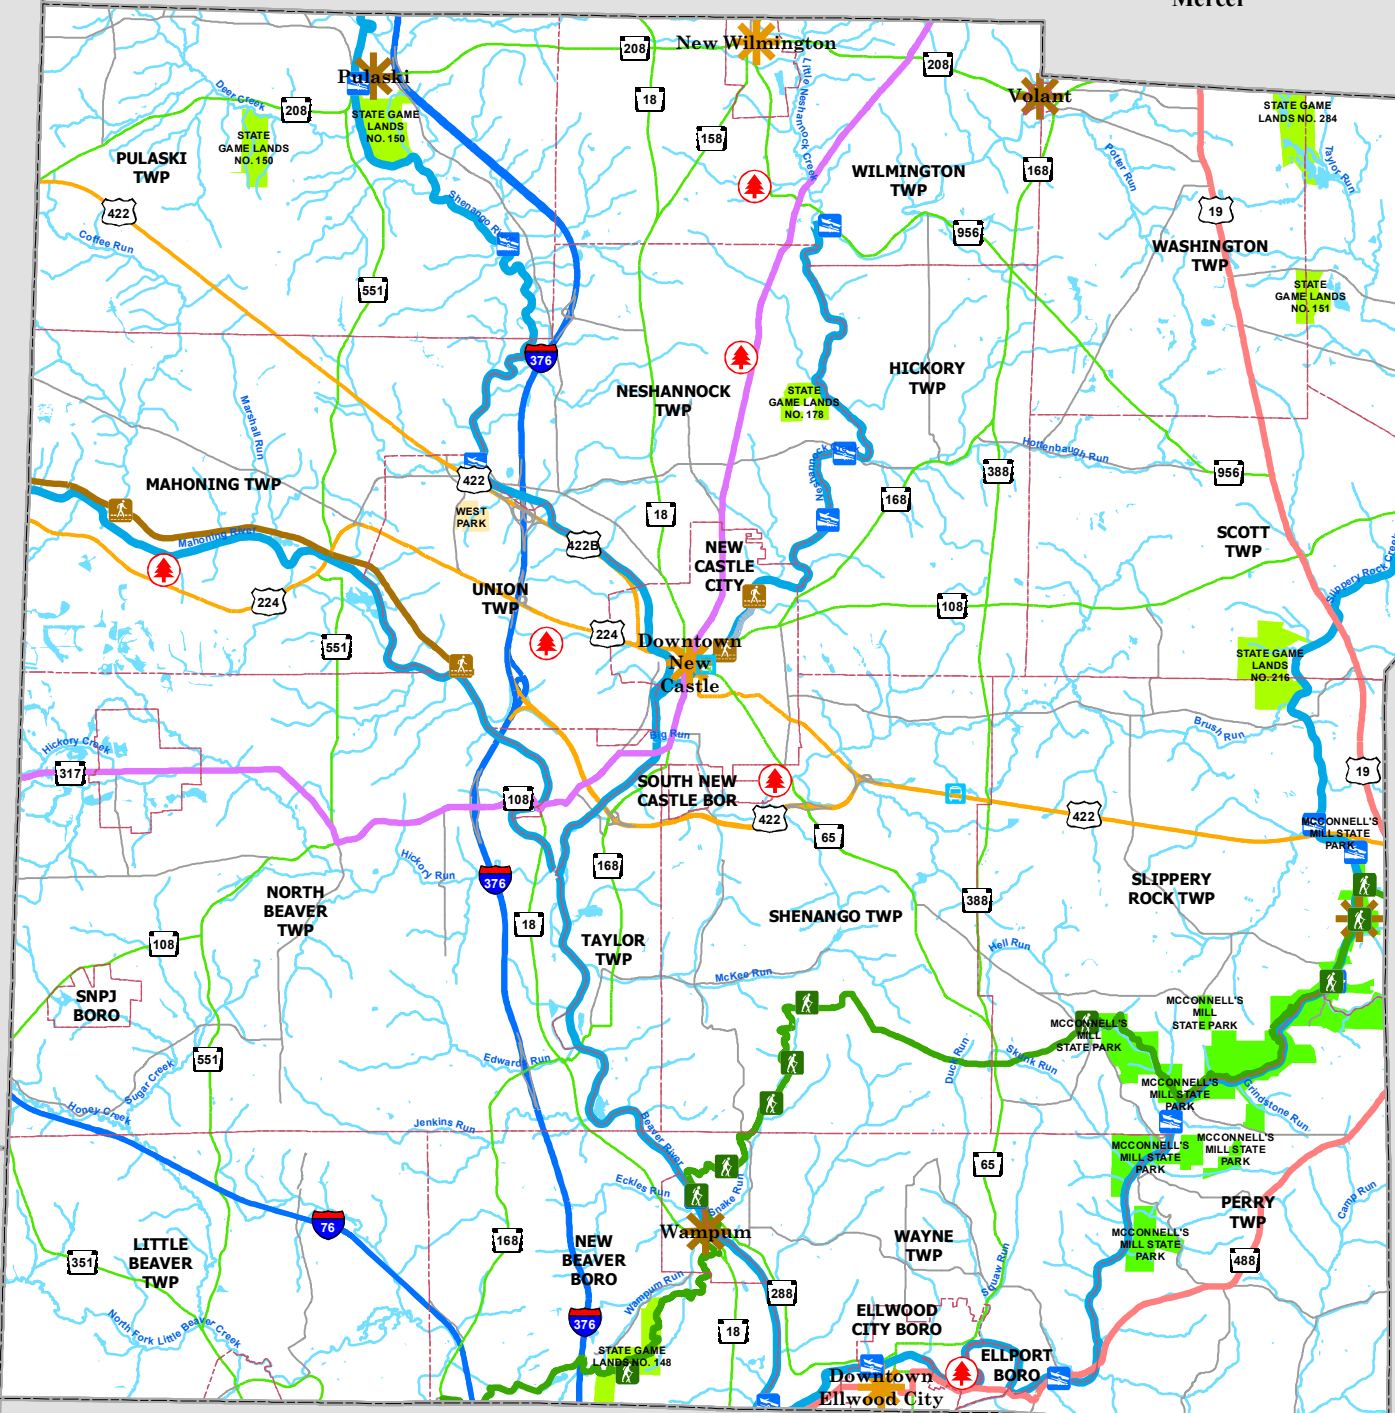 Mercer
New Wilmington
208
208
Pulaski
Volant
18
208
Deer Creek
STATE GAME
LANDS
NO. 150
STATE
GAME LANDS
NO. 150
158
Little Neshannock Creek
STATE GAME
LANDS NO. 284
PULASKI
TWP
WILMINGTON
TWP
168
Potter Run
Taylor Run
422
Coffee Run
Shenango
19
956
WASHINGTON
TWP
551
STATE
GAME LANDS
NO. 151
376
NESHANNOCK
TWP
HICKORY
TWP
STATE
GAME LANDS
NO. 178
Marshall Run
Hottenbaugh Run
MAHONING TWP
422
388
956
168
WEST
PARK
18
Mahoning River
422B
NEW
CASTLE
CITY
SCOTT
TWP
Slippery Rock Creek
UNION
TWP
224
108
224
551
Downtown
New
Castle
STATE GAME
LANDS
NO. 216
Big Run
Brush Run
Hickory Creek
317
19
108
SOUTH NEW
CASTLE BOR
422
422
65
MCCONNELL'S
MILL STATE
PARK
Hickory Run
376
168
NORTH
BEAVER
TWP
SLIPPERY
ROCK TWP
388
18
SHENANGO TWP
108
TAYLOR
TWP
Hell Run
McKee Run
SNPJ
BORO
MCCONNELL'S
MILL
STATE PARK
MCCONNELL'S
MILL
STATE PARK
551
Edwards Run
Duck Run
Skunk Run
Sugar Creek
MCCONNELL'S
MILL STATE
PARK
Grindstone Run
Honey Creek
Jenkins Run
Beaver River
MCCONNELL'S
MILL STATE
PARK
MCCONNELL'S
MILL STATE
PARK
65
Eckles Run
Snake Run
Camp Run
76
Wampum
PERRY
TWP
168
WAYNE
TWP
MCCONNELL'S
MILL STATE
PARK
351
LITTLE
BEAVER
TWP
NEW
BEAVER
BORO
488
Squaw Run
Wampum Run
288
North Fork Little Beaver Creek
376
18
ELLWOOD
CITY BORO
STATE GAME
LANDS NO. 148
ELLPORT
BORO
Downtown
Ellwood City